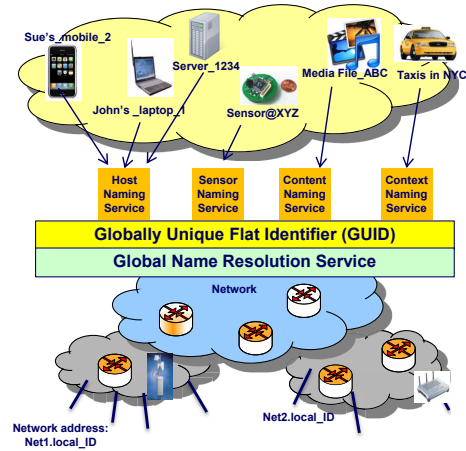 Sue's_mobile_2
Server_1234
Media File_ABC
Taxis in NYC
John's _laptop_1
Sensor@XYZ
Host
Naming
Service
Sensor
Naming
Service
Content
Naming
Service
Context
Naming
Service
Globally Unique Flat Identifier (GUID)
Global Name Resolution Service
Network
Network address:
Net1.local_ID
Net2.local_ID